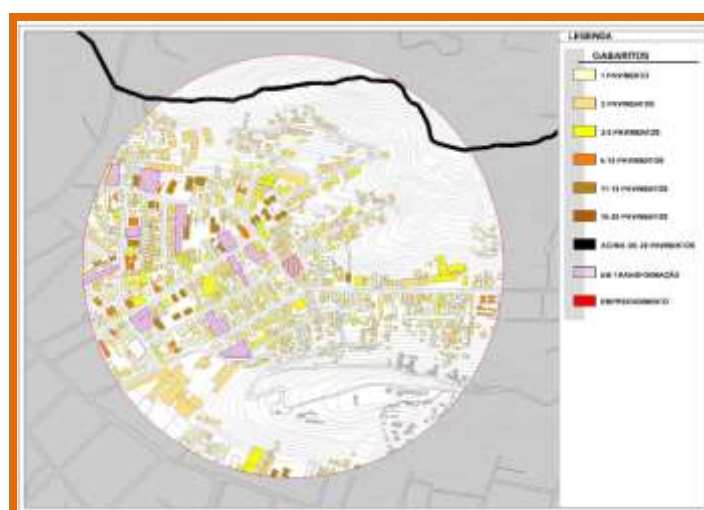 LEGENDA
GABARITOS
1 PAVIMENTO
2 PAVIMENTOS
3-5 PAVIMENTOS
6-10 PAVIMENTOS
11-15 PAVIMENTOS
16-20 PAVIMENTOS
ACIMA DE 20 PAVIMENTOS
EM TRANSFORMAÇÃO
EMPREENDIMENTO